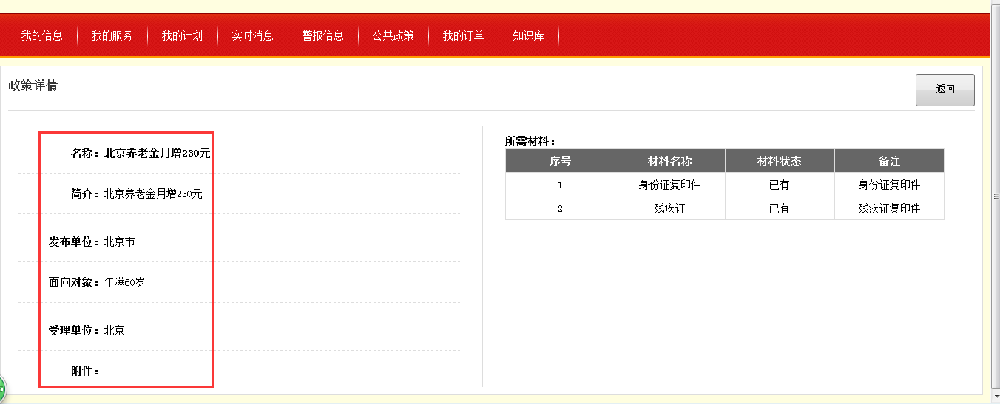 我的信息 我的服务 我的计划 实时消息 警报信息 公共政策 我的订单 知识库
政策详情
返回
名称：北京养老金月增230元
简介：北京养老金月增230元
发布单位：北京市
面向对象：年满60岁
受理单位：北京
附件：
所需材料：
序号 材料名称 材料状态 备注
1 身份证复印件 已有 身份证复印件
2 残疾证 已有 残疾证复印件